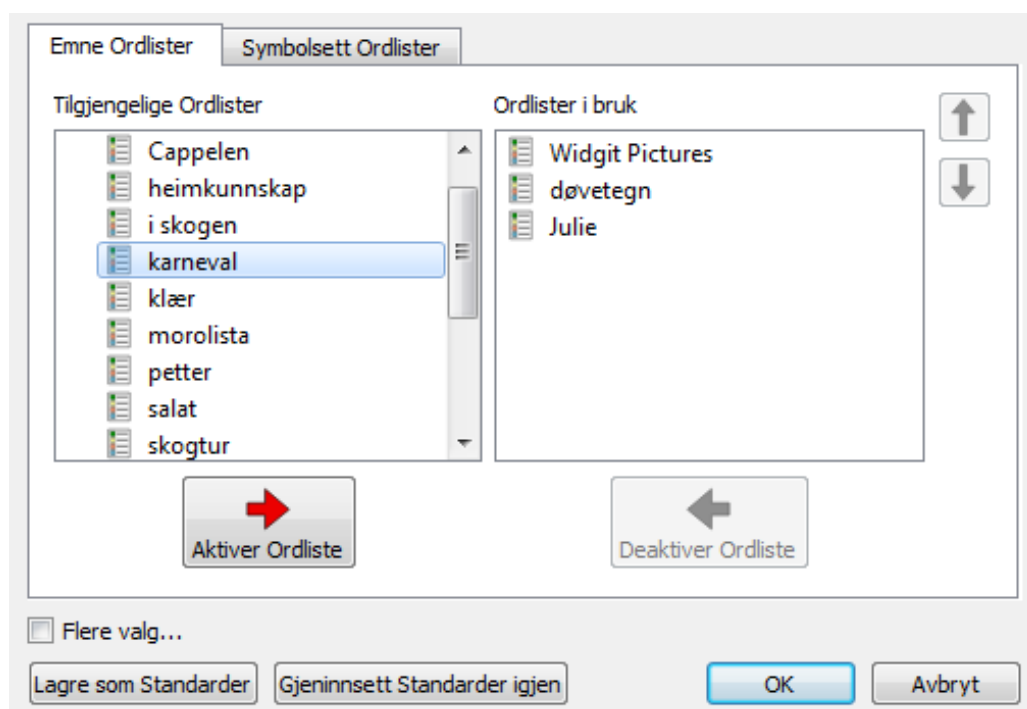 Emne Ordlister
Symbolsett Ordlister
Tilgjengelige Ordlister
Cappelen
heimkunnskap
i skogen
karneval
klær
morolista
petter
salat
skogtur
Aktiver Ordliste
Ordlister i bruk
Widgit Pictures
døvetegn
Julie
Deaktiver Ordliste
Flere valg...
Lagre som Standarder
Gjeninnsett Standarder igjen
OK
Avbryt